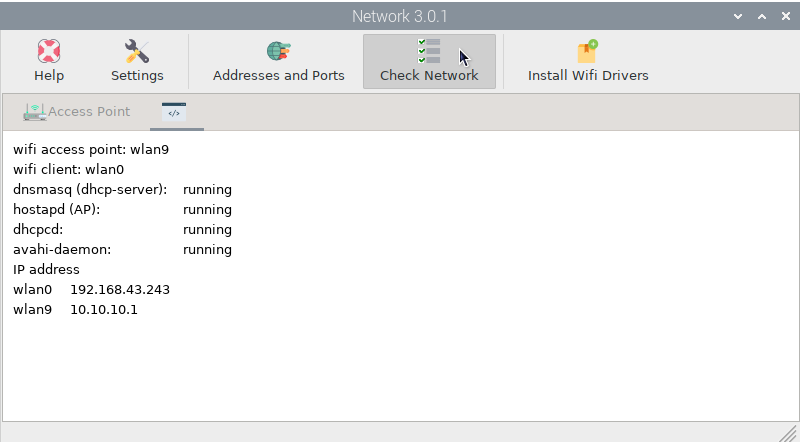 Network 3.0.1
Help Settings Addresses and Ports Check Network Install Wifi Drivers
Access Point </>
wifi access point: wlan9
wifi client: wlan0
dnsmasq (dhcp-server): running
hostapd (AP): running
dhcpcd: running
avahi-daemon: running
IP address
wlan0 192.168.43.243
wlan9 10.10.10.1